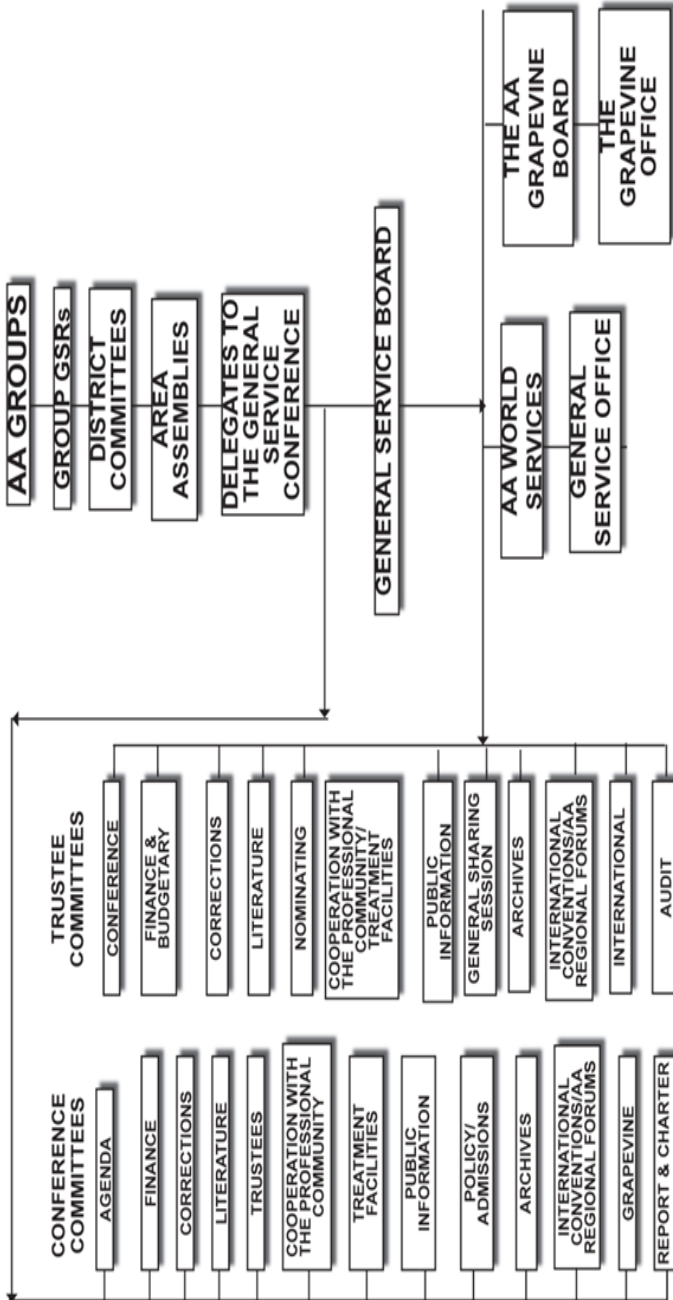 AA GROUPS
GROUP GSRs
DISTRICT
COMMITTEES
AREA
ASSEMBLIES
DELEGATES TO
THE GENERAL
SERVICE
CONFERENCE
GENERAL SERVICE BOARD
AA WORLD
SERVICES
GENERAL
SERVICE OFFICE
THE AA
GRAPEVINE
BOARD
THE
GRAPEVINE
OFFICE
TRUSTEE
COMMITTEES
CONFERENCE
FINANCE &
BUDGETARY
CORRECTIONS
LITERATURE
NOMINATING
COOPERATION WITH
THE PROFESSIONAL
COMMUNITY/
TREATMENT
FACILITIES
PUBLIC
INFORMATION
GENERAL SHARING
SESSION
ARCHIVES
INTERNATIONAL
CONVENTIONS/AA
REGIONAL FORUMS
INTERNATIONAL
AUDIT
CONFERENCE
COMMITTEES
AGENDA
FINANCE
CORRECTIONS
LITERATURE
TRUSTEES
COOPERATION WITH
THE PROFESSIONAL
COMMUNITY
TREATMENT
FACILITIES
PUBLIC
INFORMATION
POLICY/
ADMISSIONS
ARCHIVES
INTERNATIONAL
CONVENTIONS/AA
REGIONAL FORUMS
GRAPEVINE
REPORT & CHARTER